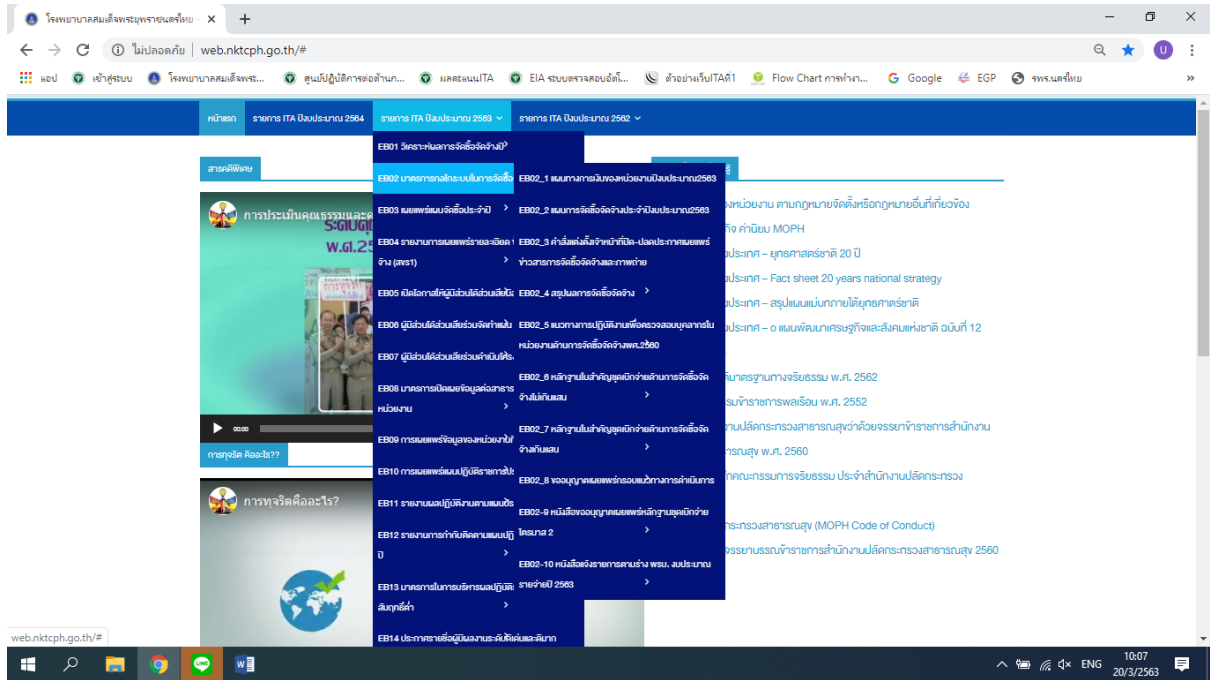 โรงพยาบาลสมเด็จพระยุพราชนครไทย -
ไม่ปลอดภัย | web.nktcph.go.th/#
แอป
เข้าสู่ระบบ
โรงพยาบาลสมเด็จพระ...
ศูนย์ปฏิบัติการต่อต้านท...
ผลคะแนนITA
EIA ระบบตรวจสอบอัตโ...
ตัวอย่างเว็บITAที่1
Flow Chart การทำงา...
Google
EGP
รพร.นครไทย
หน้าแรก
รายการ ITA ปีงบประมาณ 2564
รายการ ITA ปีงบประมาณ 2563
รายการ ITA ปีงบประมาณ 2562
สารคดีพิเศษ
การประเมินคุณธรรมและค
ระดับดี
พ.ศ.25
00:00
การทุจริต คืออะไร??
การทุจริตคืออะไร?
EB01 วิเคราะห์ผลการจัดซื้อจัดจ้างปี
EB02 มาตรการกลไกระบบในการจัดซื้อ
EB03 เผยแพร่แผนจัดซื้อประจำปี
EB04 รายงานการเผยแพร่รายละเอียด
จ้าง (สขร1)
EB05 เปิดโอกาสให้ผู้มีส่วนได้ส่วนเสีย
EB06 ผู้มีส่วนได้ส่วนเสียร่วมจัดทำแผน
EB07 ผู้มีส่วนได้ส่วนเสียร่วมดำเนิน
EB08 มาตรการเปิดเผยข้อมูลต่อสาธาร
หน่วยงาน
EB09 การเผยแพร่ข้อมูลของหน่วยงาน
EB10 การเผยแพร่แผนปฏิบัติราชการ
EB11 รายงานผลปฏิบัติงานตามแผน
EB12 รายงานการกำกับติดตามแผนปฏิ
ปี
EB13 มาตรการในการบริหารผลปฏิบัติ
สัมฤทธิ์ต่ำ
EB14 ประกาศรายชื่อผู้มีผลงานระดับดีเด่นและดีมาก
EB02_1 แผนทางการเงินของหน่วยงานปีงบประมาณ2563
EB02_2 แผนการจัดซื้อจัดจ้างประจำปีงบประมาณ2563
EB02_3 คำสั่งแต่งตั้งเจ้าหน้าที่ปิด-ปลดประกาศเผยแพร่
ข่าวสารการจัดซื้อจัดจ้างและภาพถ่าย
EB02_4 สรุปผลการจัดซื้อจัดจ้าง
EB02_5 แนวทางการปฏิบัติงานเพื่อตรวจสอบบุคลากรใน
หน่วยงานด้านการจัดซื้อจัดจ้างพศ.2560
EB02_6 หลักฐานใบสำคัญชุดเบิกจ่ายด้านการจัดซื้อจัด
จ้างไม่กันแสน
EB02_7 หลักฐานใบสำคัญชุดเบิกจ่ายด้านการจัดซื้อจัด
จ้างกันแสน
EB02_8 ขออนุญาตเผยแพร่กรอบแนวทางการดำเนินการ
EB02-9 หนังสือขออนุญาตเผยแพร่หลักฐานชุดเบิกจ่าย
ไตรมาส 2
EB02-10 หนังสือแจ้งรายการตามร่าง พรบ. งบประมาณ
รายจ่ายปี 2563
องหน่วยงาน ตามกฎหมายจัดตั้งหรือกฎหมายอื่นที่เกี่ยวข้อง
กิจ ค่านิยม MOPH
ประเทศ – ยุทธศาสตร์ชาติ 20 ปี
ประเทศ – Fact sheet 20 years national strategy
ประเทศ – สรุปแผนแม่บทภายใต้ยุทธศาสตร์ชาติ
ประเทศ – o แผนพัฒนาเศรษฐกิจและสังคมแห่งชาติ ฉบับที่ 12
มาตรฐานทางจริยธรรม พ.ศ. 2562
รมข้าราชการพลเรือน พ.ศ. 2552
งานปลัดกระทรวงสาธารณสุขว่าด้วยจรรยาข้าราชการสำนักงาน
ารณสุข พ.ศ. 2560
คณะกรรมการจริยธรรม ประจำสำนักงานปลัดกระทรวง
กระทรวงสาธารณสุข (MOPH Code of Conduct)
จรรยาบรรณข้าราชการสำนักงานปลัดกระทรวงสาธารณสุข 2560
web.nktcph.go.th/#
ENG
10:07
20/3/2563